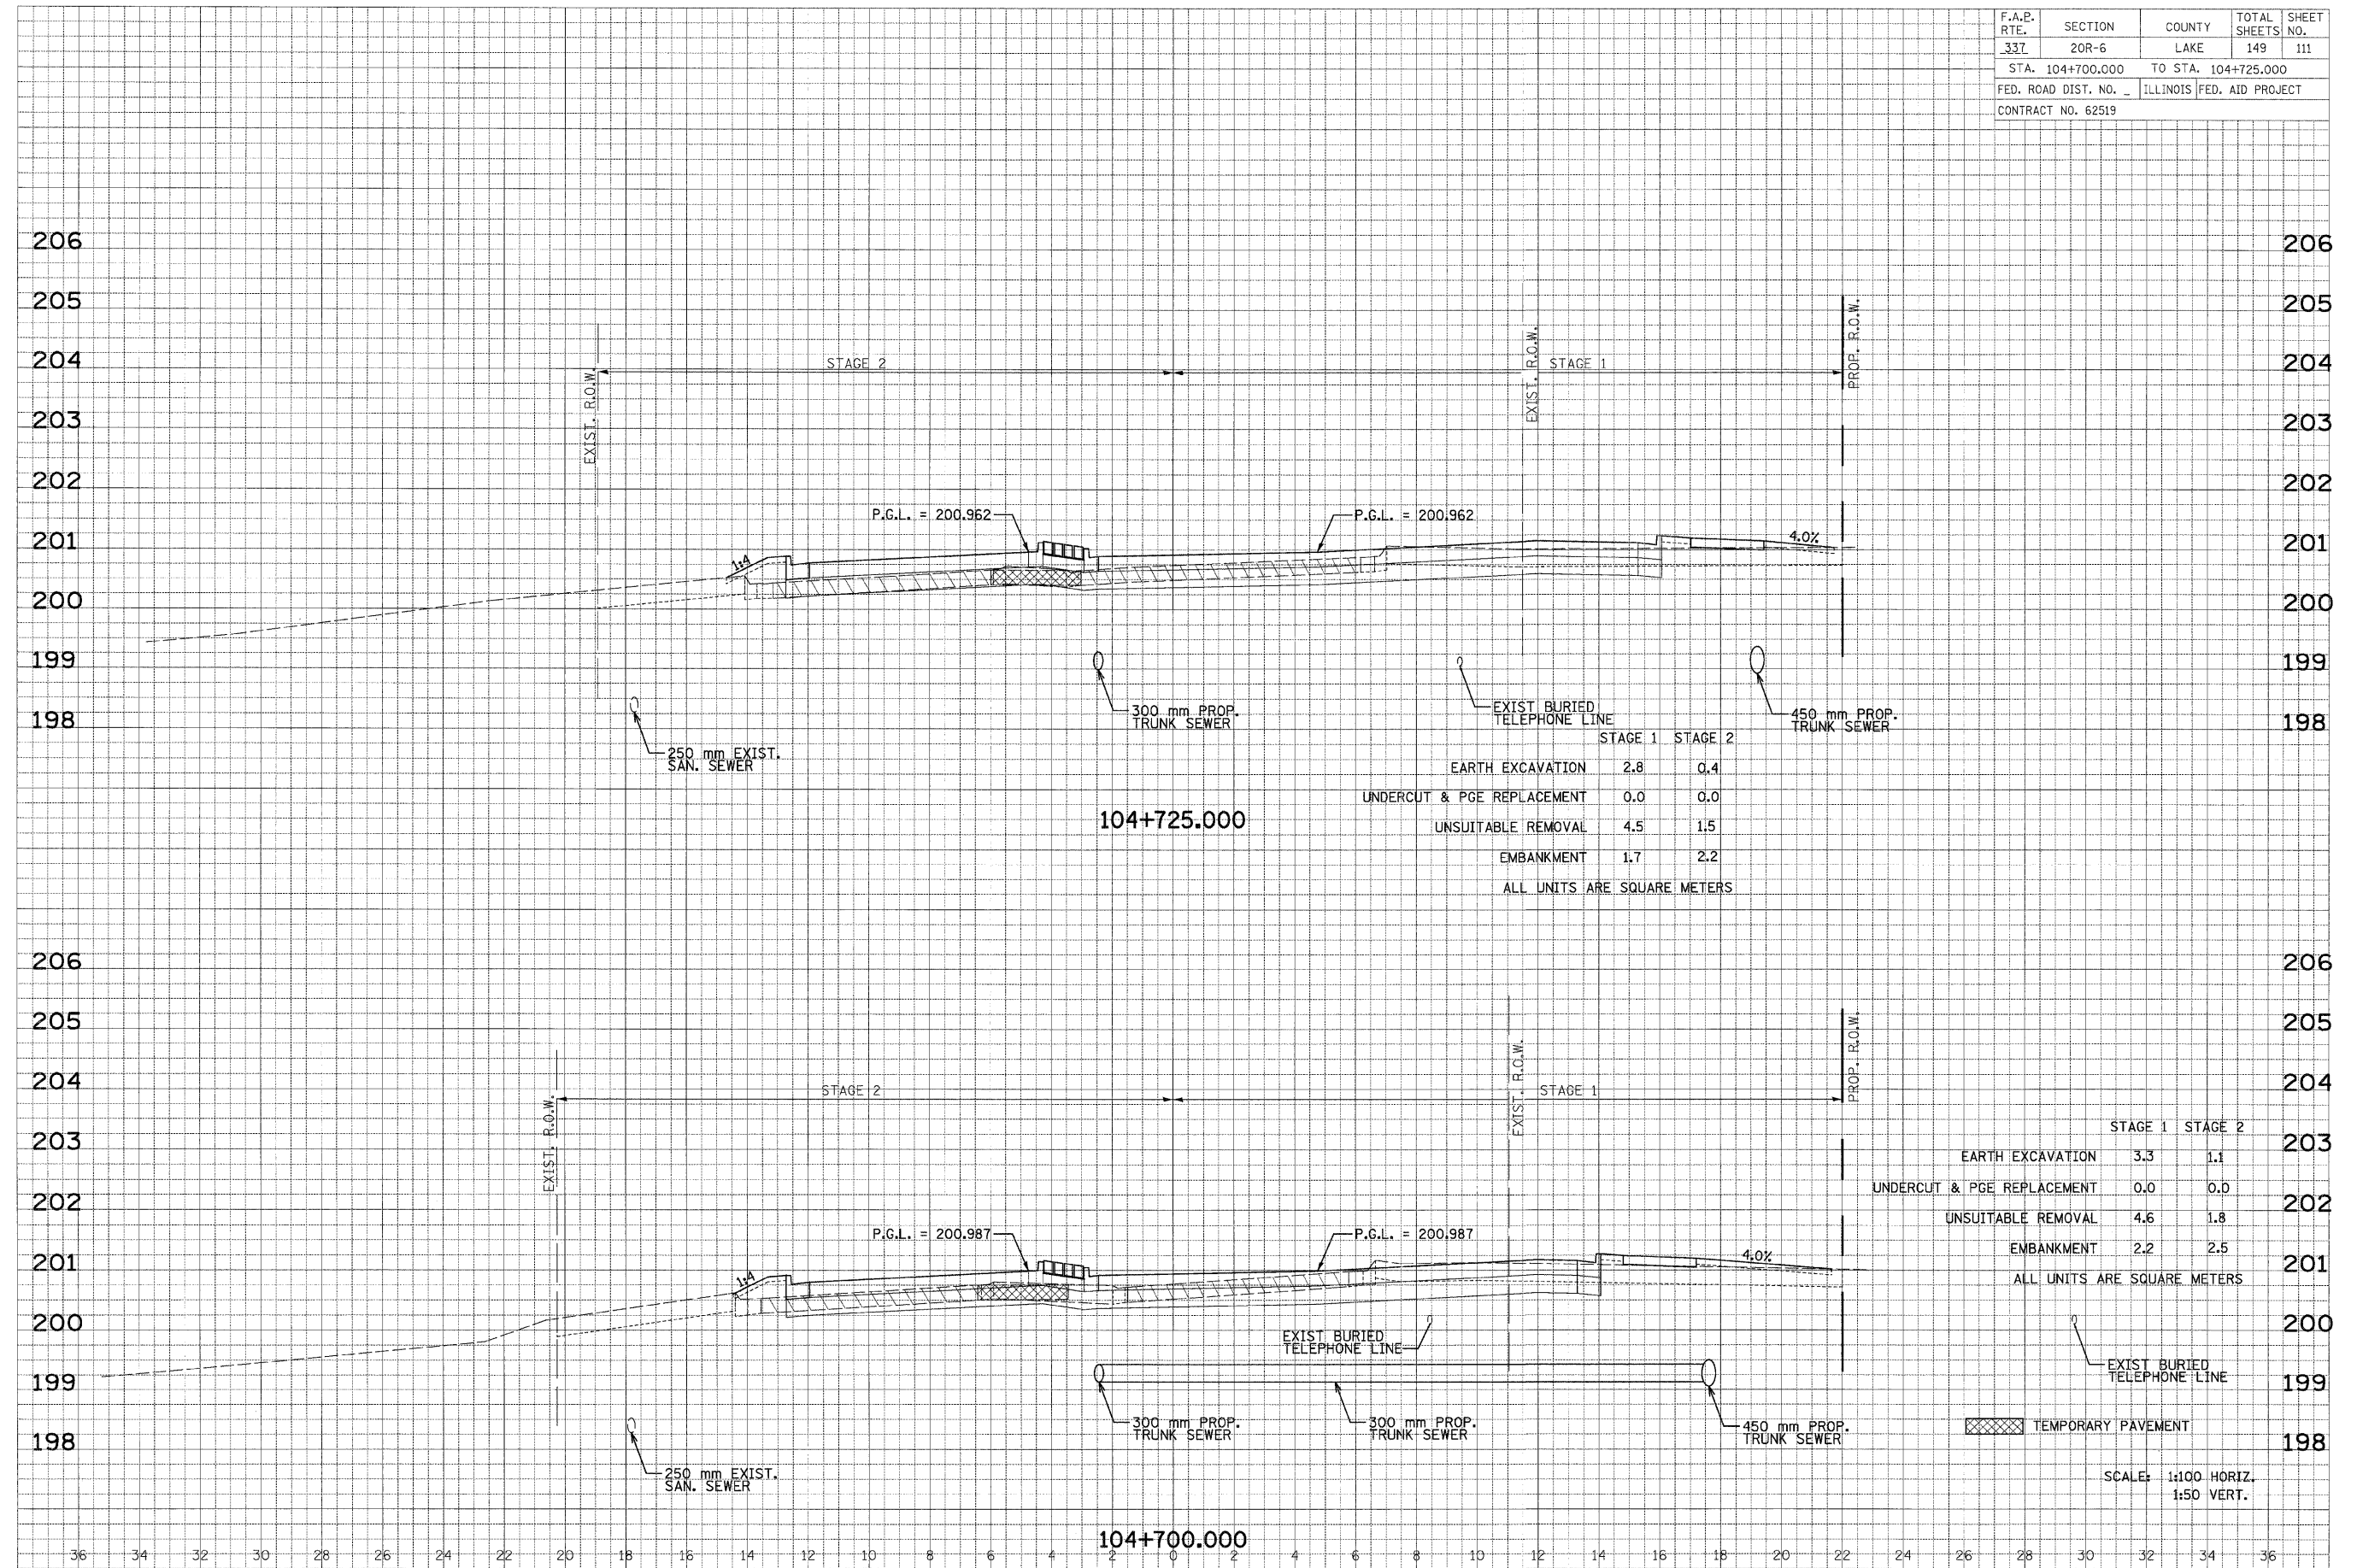 F.A.P. RTE. SECTION COUNTY TOTAL SHEETS SHEET NO.
337 20R-6 LAKE 149 111
STA. 104+700.000 TO STA. 104+725.000
FED. ROAD DIST. NO. _ ILLINOIS FED. AID PROJECT
CONTRACT NO. 62519
206 206
205 205
204 204
203 203
202 202
201 201
200 200
199 199
198 198
EXIST. R.O.W.
STAGE 2
EXIST. R.O.W.
STAGE 1
PROP. R.O.W.
P.G.L. = 200.962
P.G.L. = 200.962
1:4
4.0%
250 mm EXIST.
SAN. SEWER
300 mm PROP.
TRUNK SEWER
EXIST BURIED
TELEPHONE LINE
450 mm PROP.
TRUNK SEWER
STAGE 1 STAGE 2
EARTH EXCAVATION 2.8 0.4
UNDERCUT & PGE REPLACEMENT 0.0 0.0
UNSUITABLE REMOVAL 4.5 1.5
EMBANKMENT 1.7 2.2
ALL UNITS ARE SQUARE METERS
104+725.000
206 206
205 205
204 204
203 203
202 202
201 201
200 200
199 199
198 198
EXIST. R.O.W.
STAGE 2
EXIST. R.O.W.
STAGE 1
PROP. R.O.W.
STAGE 1 STAGE 2
EARTH EXCAVATION 3.3 1.1
UNDERCUT & PGE REPLACEMENT 0.0 0.0
UNSUITABLE REMOVAL 4.6 1.8
EMBANKMENT 2.2 2.5
ALL UNITS ARE SQUARE METERS
P.G.L. = 200.987
P.G.L. = 200.987
1:4
4.0%
EXIST BURIED
TELEPHONE LINE
EXIST BURIED
TELEPHONE LINE
300 mm PROP.
TRUNK SEWER
300 mm PROP.
TRUNK SEWER
450 mm PROP.
TRUNK SEWER
250 mm EXIST.
SAN. SEWER
TEMPORARY PAVEMENT
SCALE: 1:100 HORIZ.
1:50 VERT.
104+700.000
36 34 32 30 28 26 24 22 20 18 16 14 12 10 8 6 4 2 0 2 4 6 8 10 12 14 16 18 20 22 24 26 28 30 32 34 36